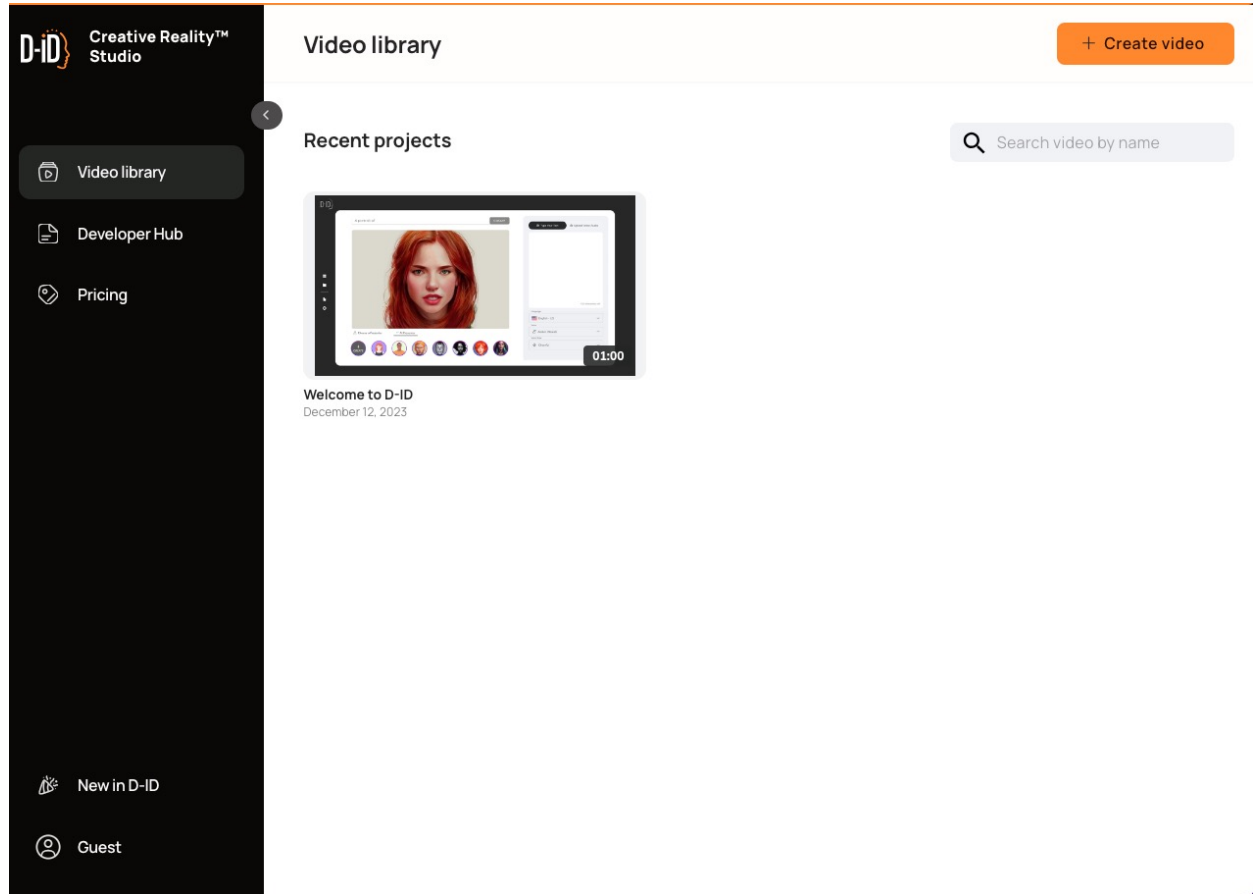 D-iD
Creative Reality™
Studio
Video library
Developer Hub
Pricing
New in D-ID
Guest
Video library
+ Create video
Recent projects
Search video by name
01:00
Welcome to D-ID
December 12, 2023